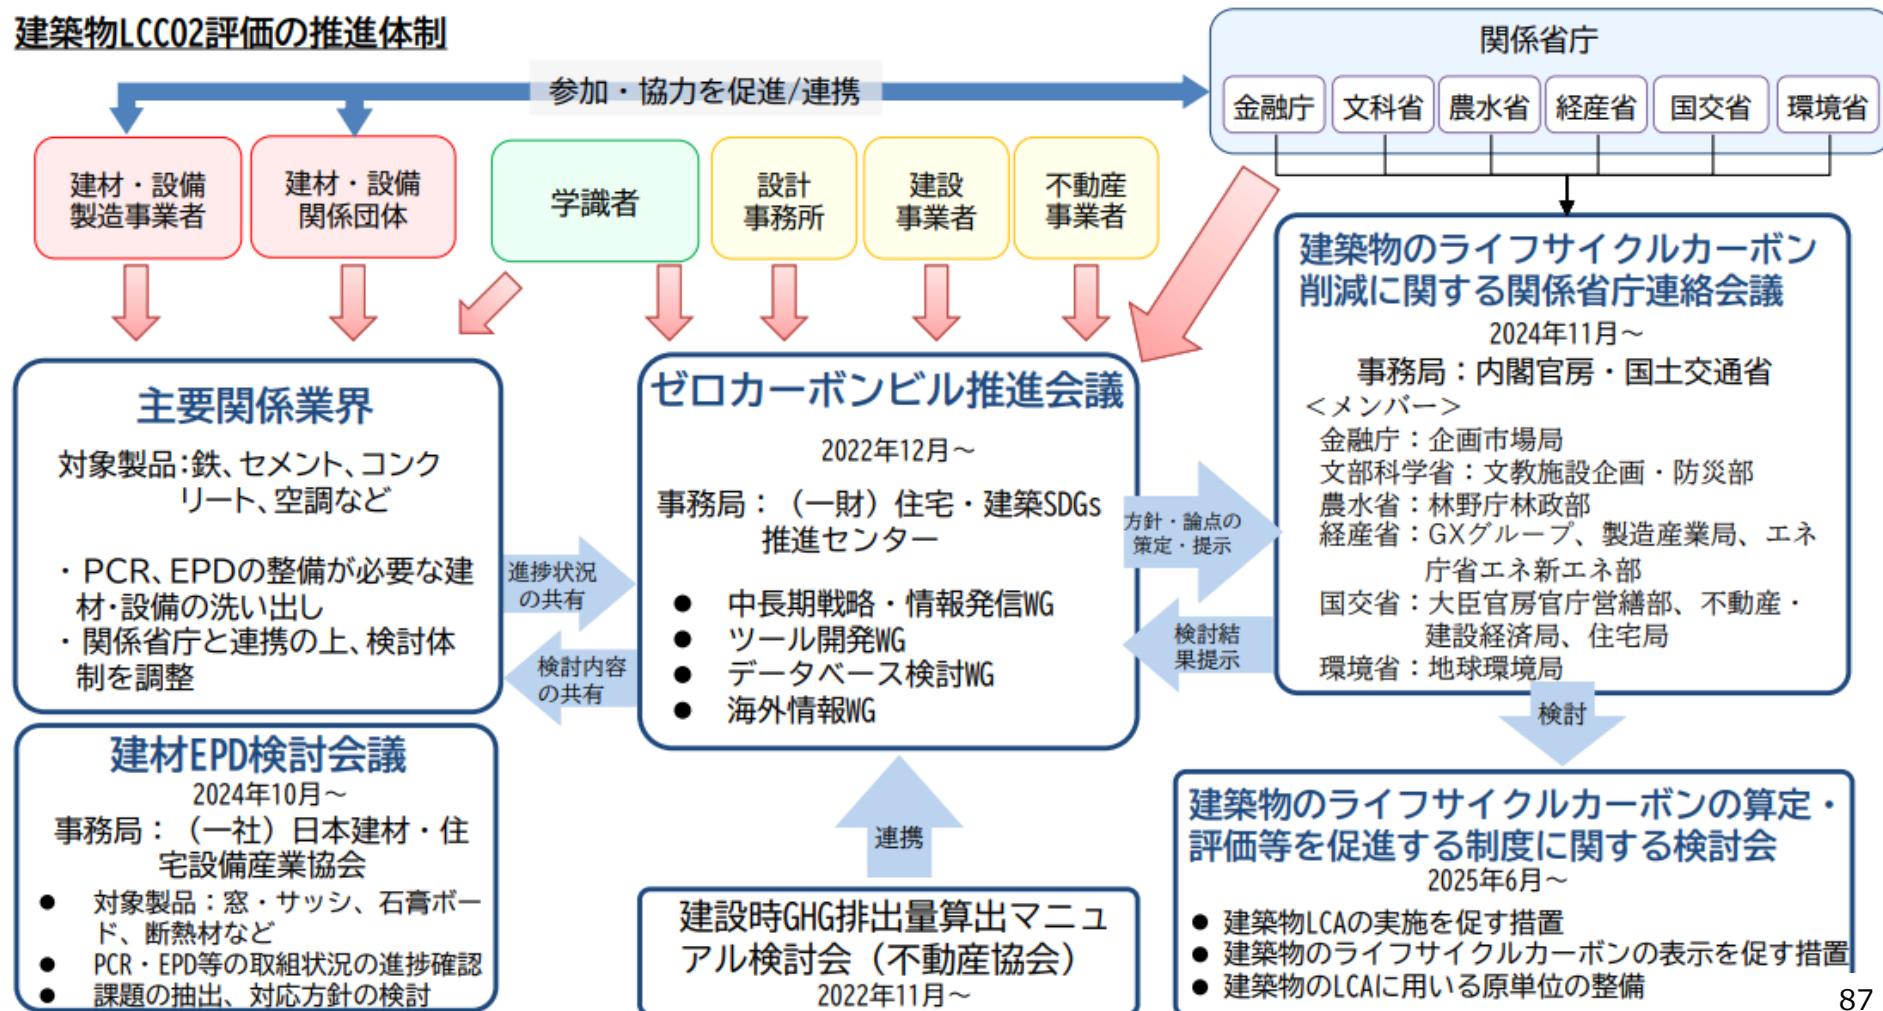 建築物LCCO2評価の推進体制
参加・協力を促進/連携
関係省庁
金融庁
文科省
農水省
経産省
国交省
環境省
建材・設備
製造事業者
建材・設備
関係団体
学識者
設計
事務所
建設
事業者
不動産
事業者
主要関係業界
対象製品：鉄、セメント、コンク
リート、空調など
・PCR、EPDの整備が必要な建
材・設備の洗い出し
・関係省庁と連携の上、検討体
制を調整
進捗状況
の共有
検討内容
の共有
ゼロカーボンビル推進会議
2022年12月～
事務局：（一財）住宅・建築SDGs
推進センター
● 中長期戦略・情報発信WG
● ツール開発WG
● データベース検討WG
● 海外情報WG
方針・論点の
策定・提示
検討結
果提示
建築物のライフサイクルカーボン
削減に関する関係省庁連絡会議
2024年11月～
事務局：内閣官房・国土交通省
＜メンバー＞
金融庁：企画市場局
文部科学省：文教施設企画・防災部
農水省：林野庁林政部
経産省：GXグループ、製造産業局、エネ
庁省エネ新エネ部
国交省：大臣官房官庁営繕部、不動産・
建設経済局、住宅局
環境省：地球環境局
検討
建材EPD検討会議
2024年10月～
事務局：（一社）日本建材・住
宅設備産業協会
● 対象製品：窓・サッシ、石膏ボー
ド、断熱材など
● PCR・EPD等の取組状況の進捗確認
● 課題の抽出、対応方針の検討
連携
建設時GHG排出量算出マニュ
アル検討会（不動産協会）
2022年11月～
建築物のライフサイクルカーボンの算定・
評価等を促進する制度に関する検討会
2025年6月～
● 建築物LCAの実施を促す措置
● 建築物のライフサイクルカーボンの表示を促す措置
● 建築物のLCAに用いる原単位の整備
87